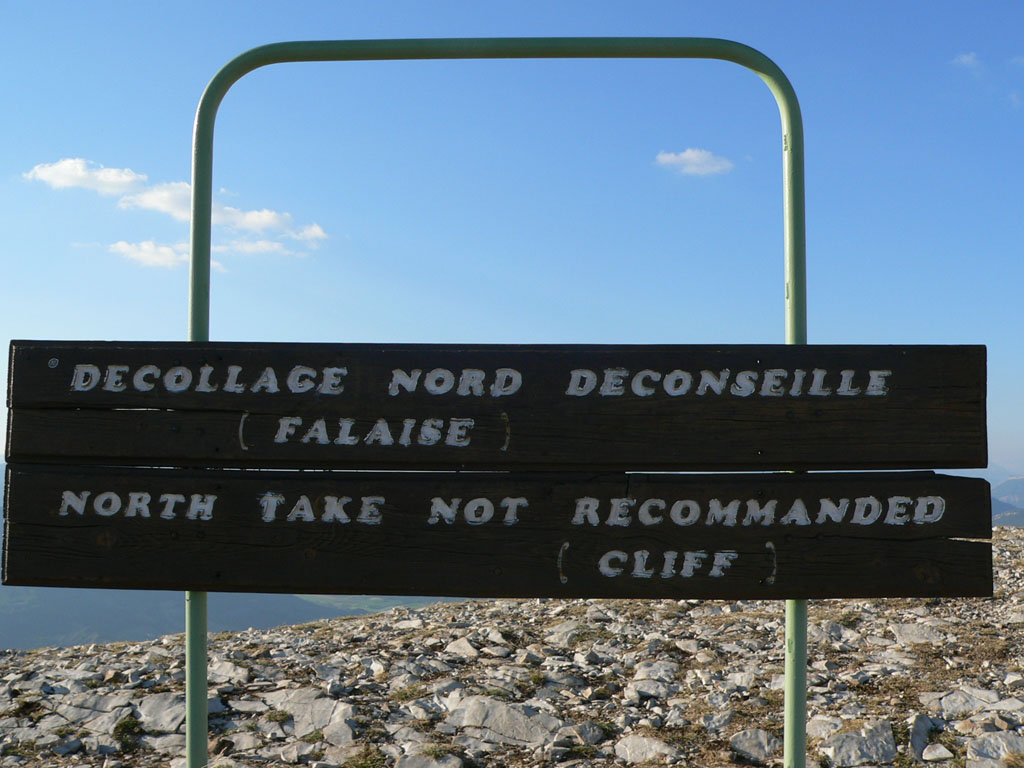 DECOLLAGE NORD DECONSEILLE
( FALAISE )
NORTH TAKE NOT RECOMMANDED
( CLIFF )